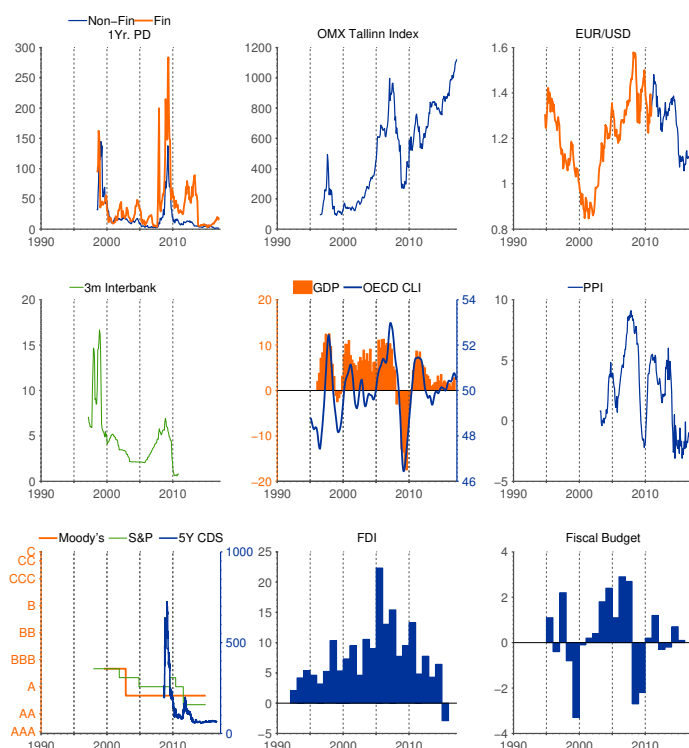 Non−Fin Fin
1Yr. PD
300
250
200
150
100
50
0
1990 2000 2010
OMX Tallinn Index
1200
1000
800
600
400
200
0
1990 2000 2010
EUR/USD
1.6
1.4
1.2
1
0.8
1990 2000 2010
3m Interbank
20
15
10
5
0
1990 2000 2010
GDP OECD CLI
20 54
10 52
0 50
−10 48
−20 46
1990 2000 2010
PPI
10
5
0
−5
1990 2000 2010
Moody's S&P 5Y CDS
C 1000
CC
CCC
B
BB 500
BBB
A
AA
AAA 0
1990 2000 2010
FDI
25
20
15
10
5
0
−5
1990 2000 2010
Fiscal Budget
4
2
0
−2
−4
1990 2000 2010